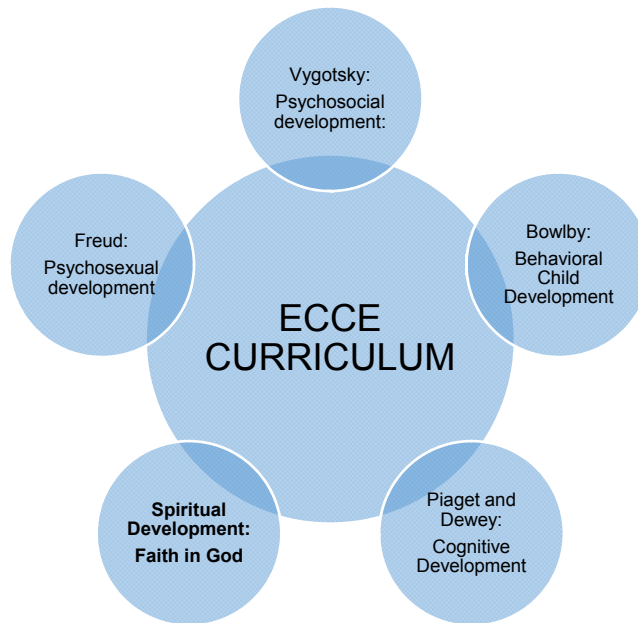 Vygotsky:
Psychosocial
development:
Freud:
Psychosexual
development
Bowlby:
Behavioral
Child
Development
ECCE
CURRICULUM
Spiritual
Development:
Faith in God
Piaget and
Dewey:
Cognitive
Development